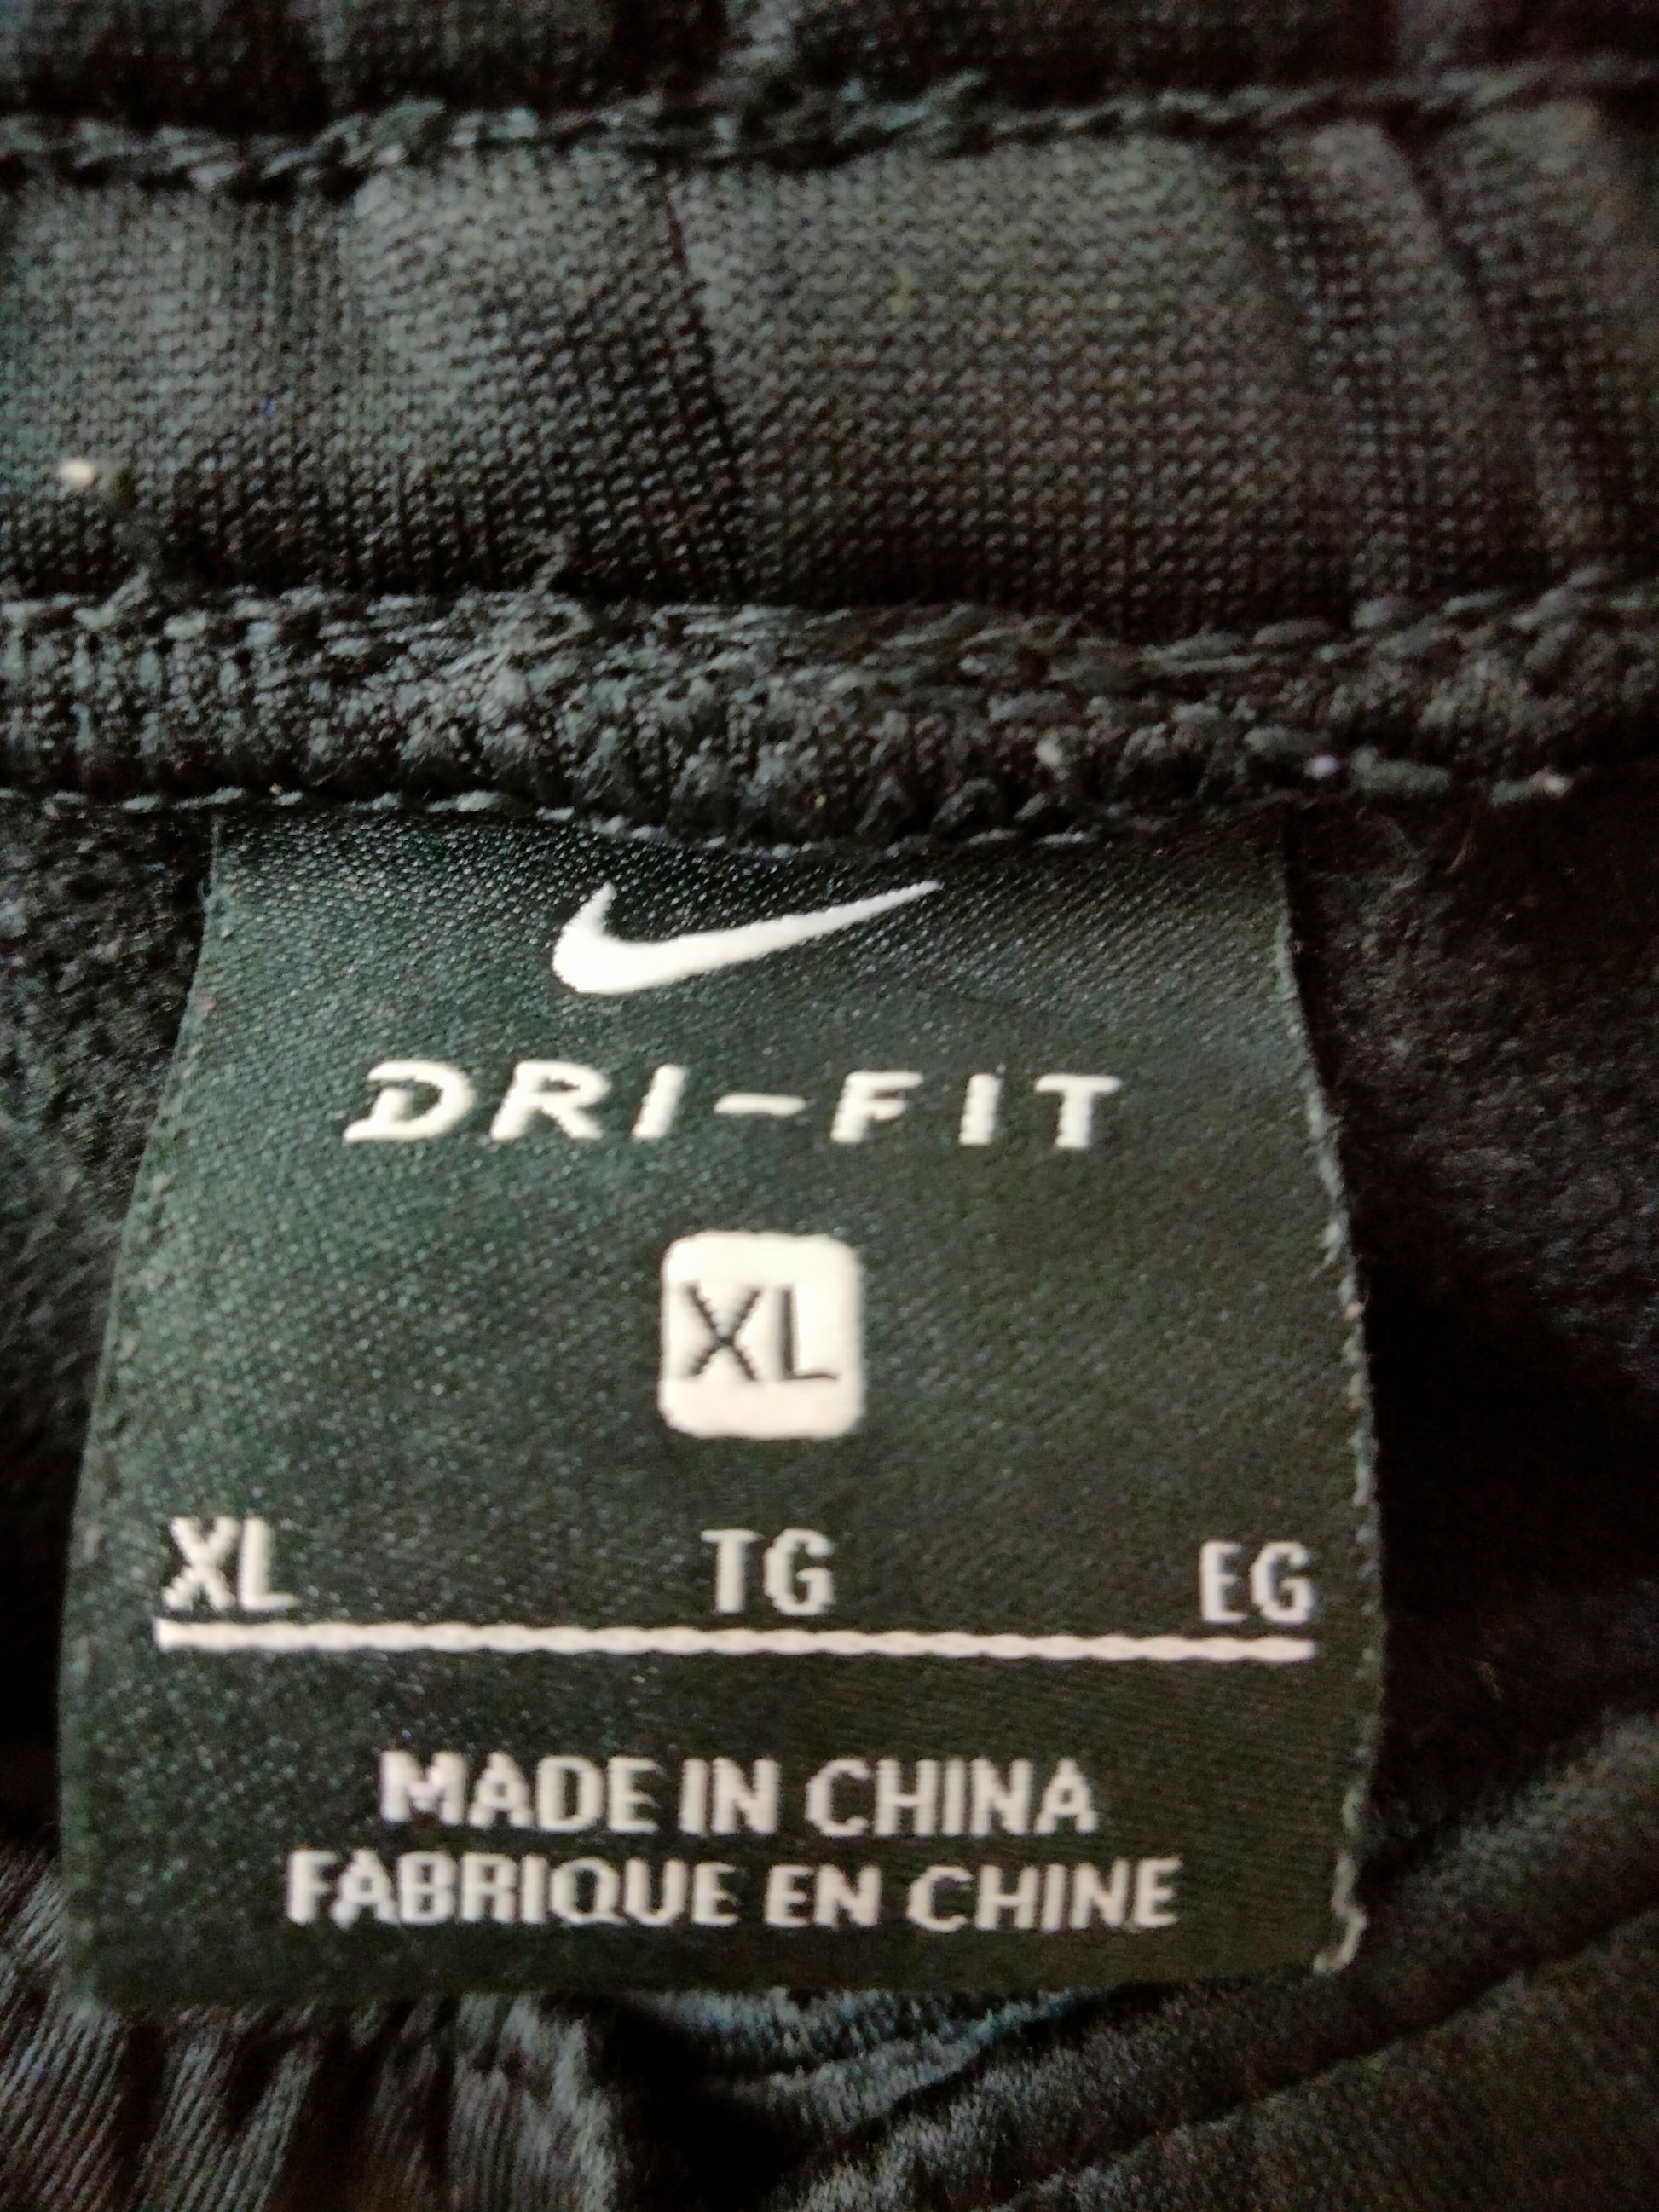 DRI-FIT
XL
XL TG EG
MADE IN CHINA
FABRIQUE EN CHINE